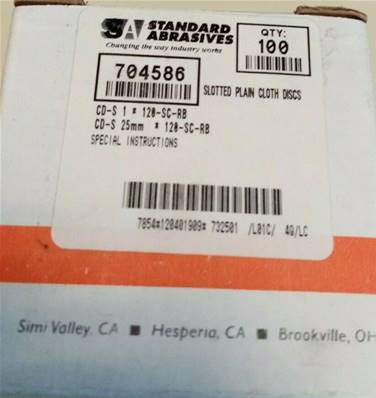 SA STANDARD ABRASIVES
Changing the way industry works
QTY:
100
704586
SLOTTED PLAIN CLOTH DISCS
CD-S 1 * 120-SC-RB
CD-S 25mm * 120-SC-RB
SPECIAL INSTRUCTIONS
7054*120401909* 732501 /L01C/ 4Q/LC
Simi Valley, CA ■ Hesperia, CA ■ Brookville, OH